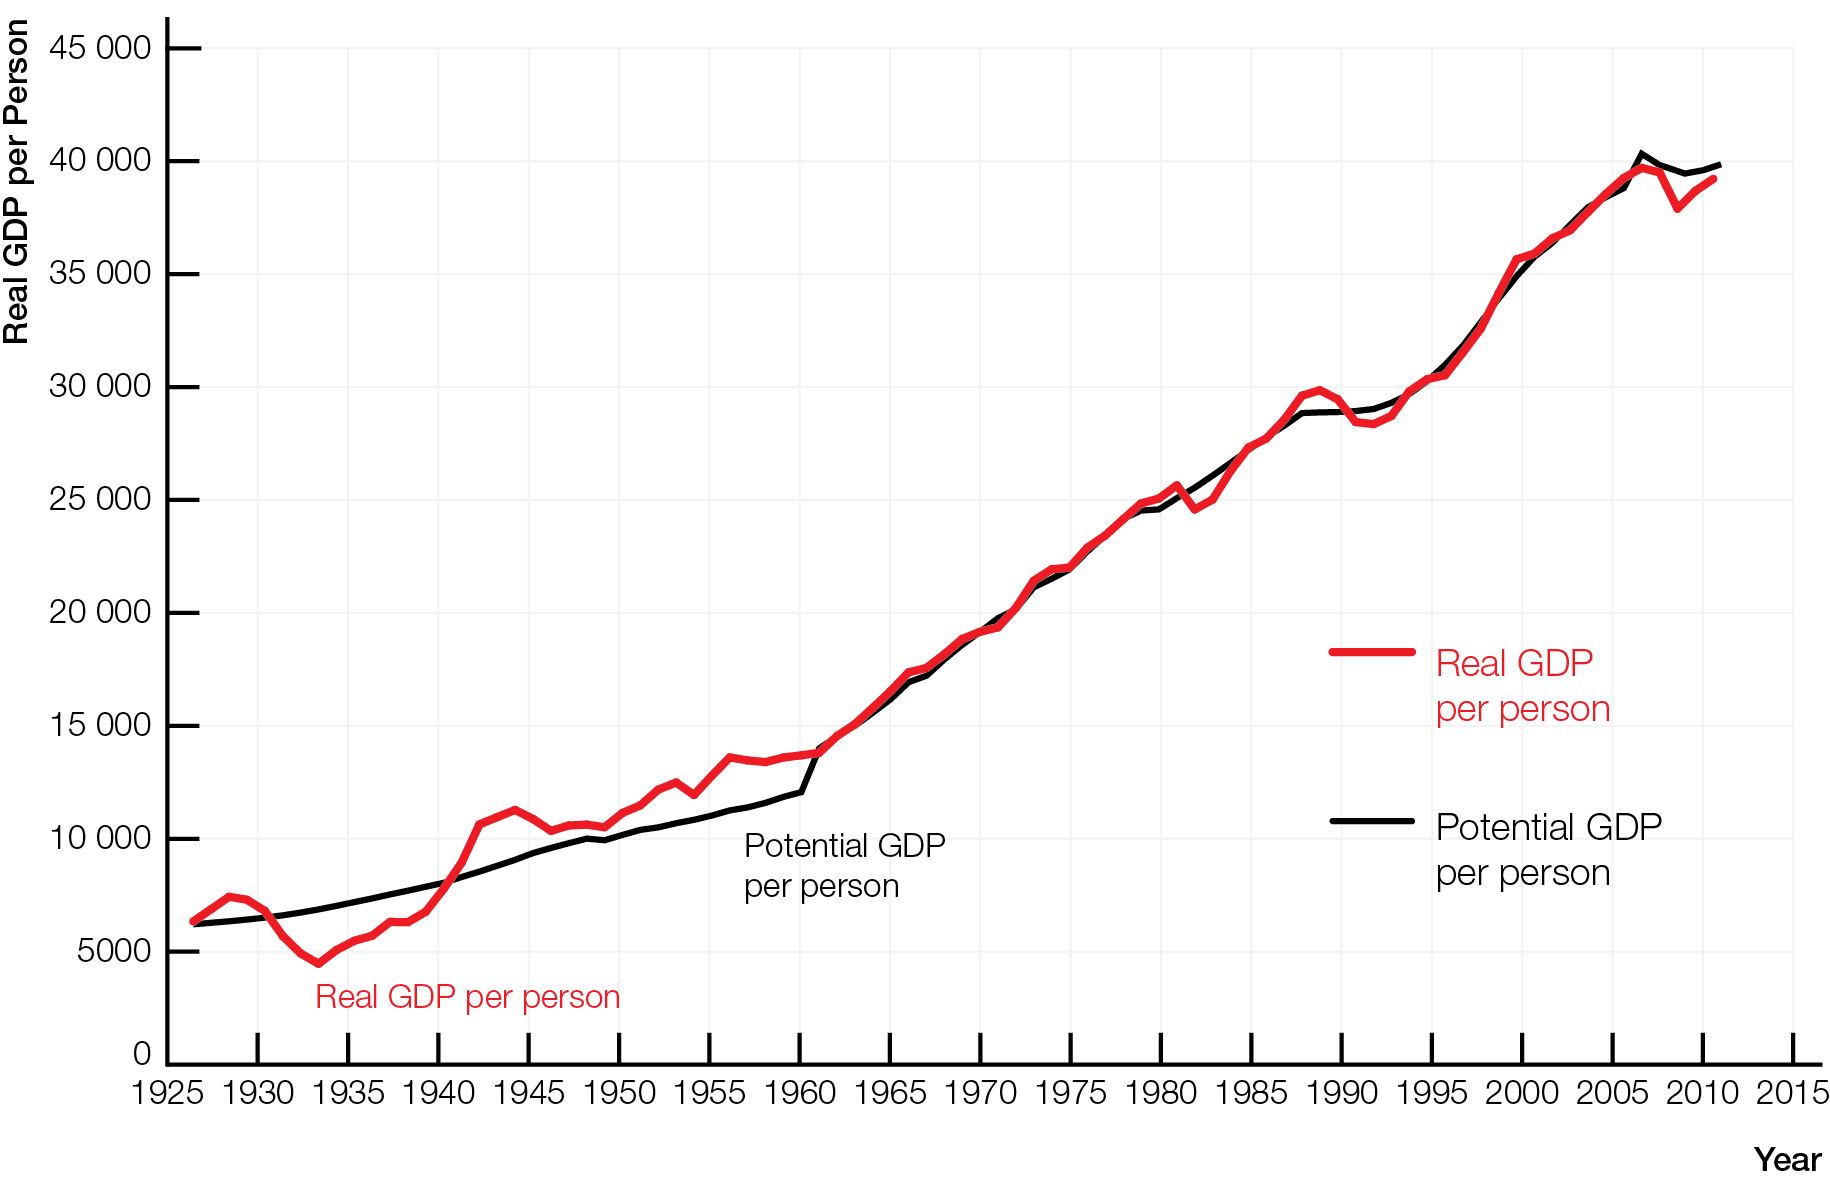 Real GDP per Person
45 000
40 000
35 000
30 000
25 000
20 000
15 000
10 000
5000
0
Real GDP
per person
Potential GDP
per person
Potential GDP
per person
Real GDP per person
1925 1930 1935 1940 1945 1950 1955 1960 1965 1970 1975 1980 1985 1990 1995 2000 2005 2010 2015
Year